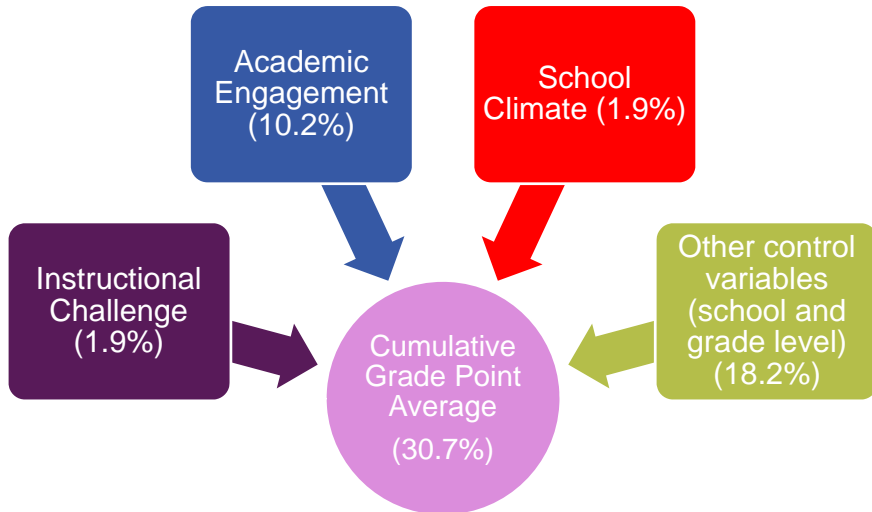 Academic
Engagement
(10.2%)
School
Climate (1.9%)
Instructional
Challenge
(1.9%)
Other control
variables
(school and
grade level)
(18.2%)
Cumulative
Grade Point
Average
(30.7%)